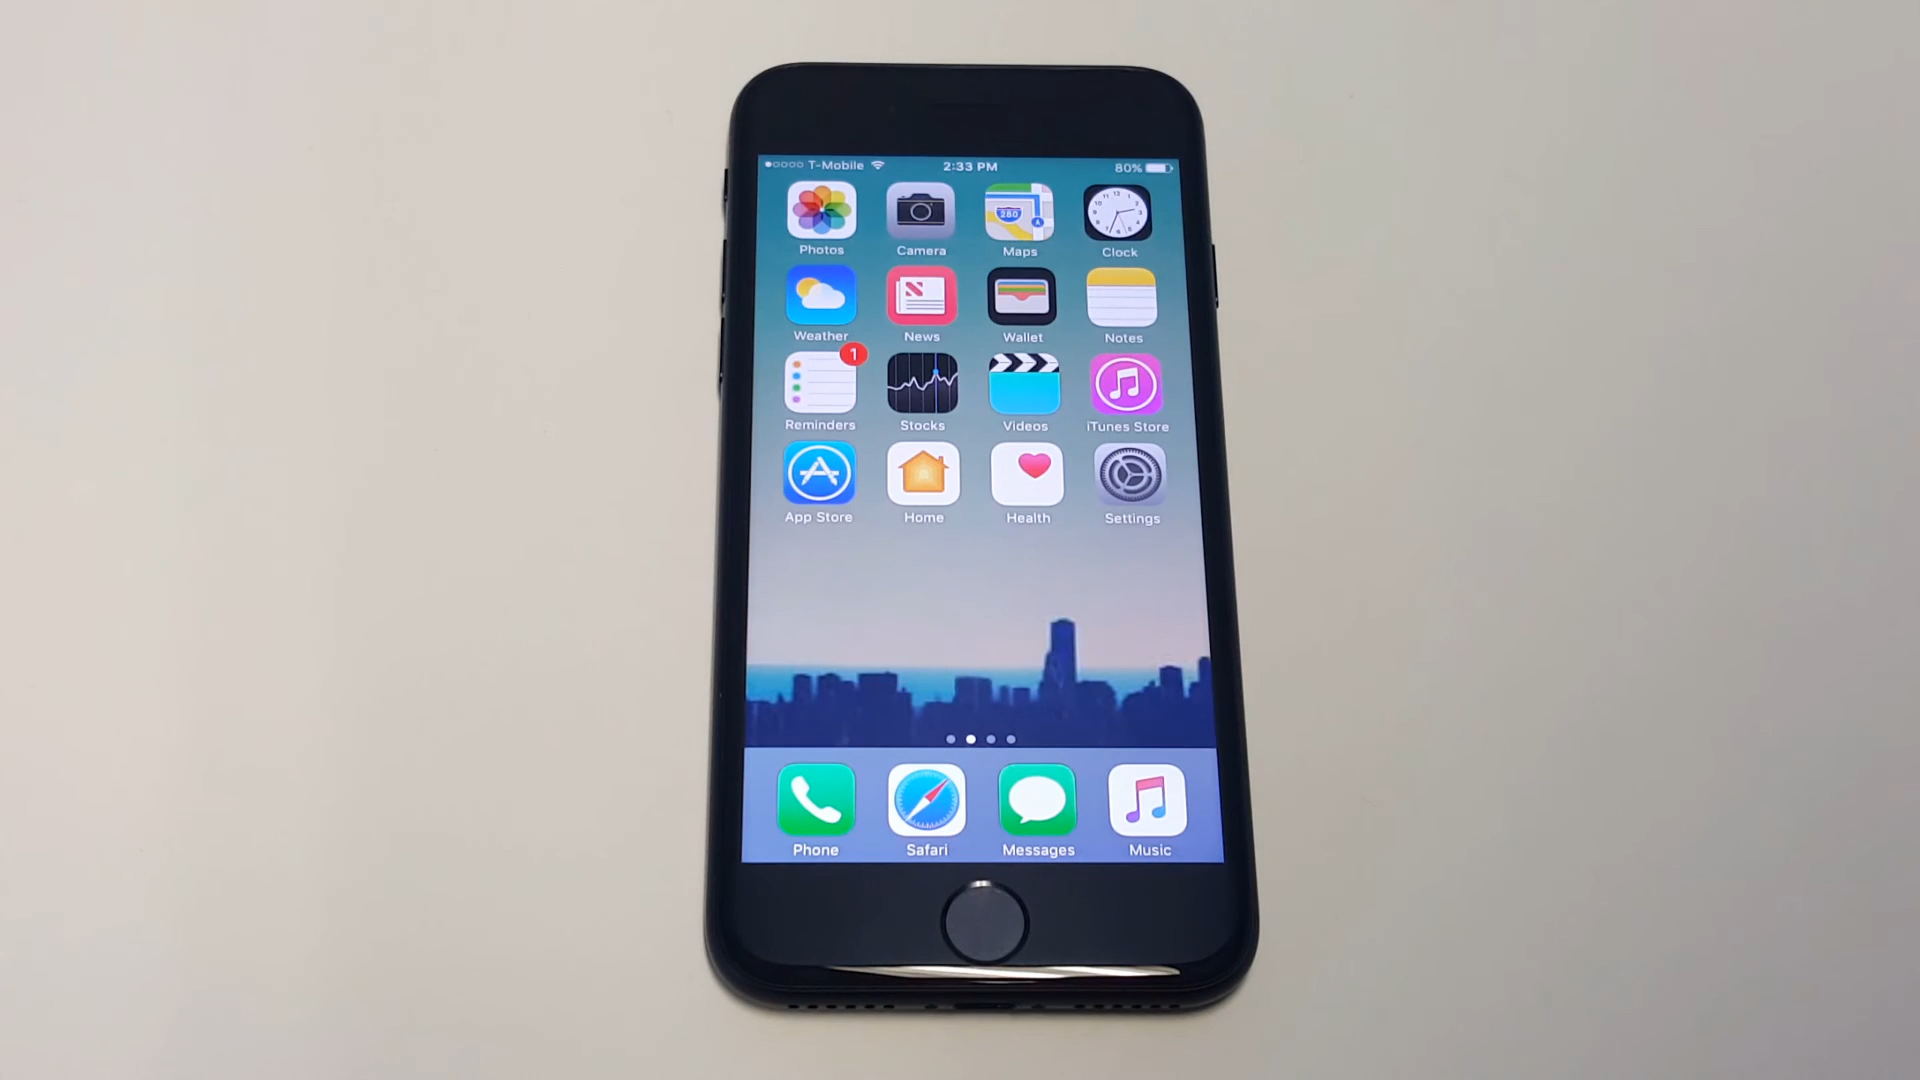 T-Mobile 2:33 PM 80%
280
Photos Camera Maps Clock
Weather News Wallet Notes
1
Reminders Stocks Videos iTunes Store
App Store Home Health Settings
Phone Safari Messages Music